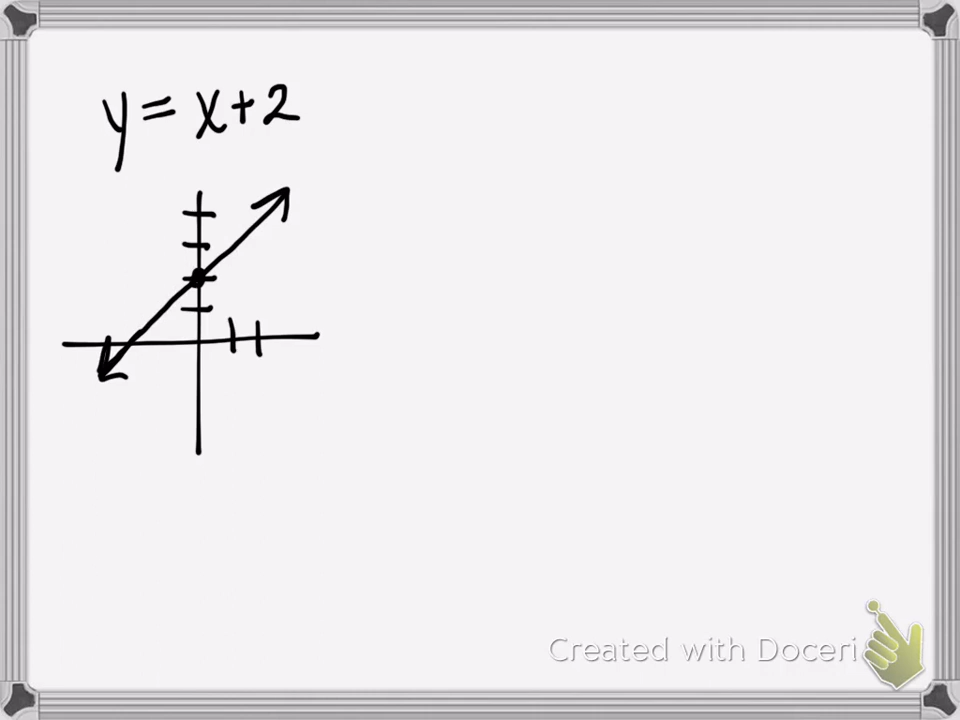 y = x + 2
Created with Doceri